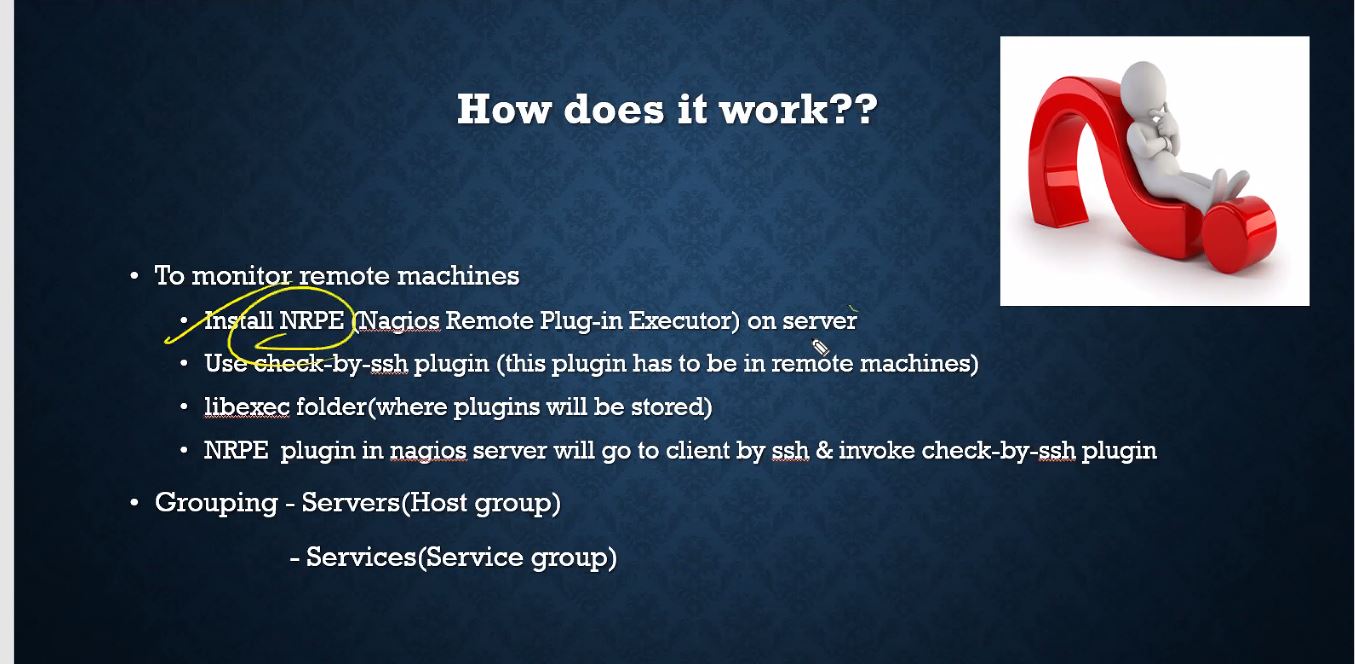 How does it work??
• To monitor remote machines
• Install NRPE (Nagios Remote Plug-in Executor) on server
• Use check-by-ssh plugin (this plugin has to be in remote machines)
• libexec folder(where plugins will be stored)
• NRPE  plugin in nagios server will go to client by ssh & invoke check-by-ssh plugin
• Grouping - Servers(Host group)
- Services(Service group)